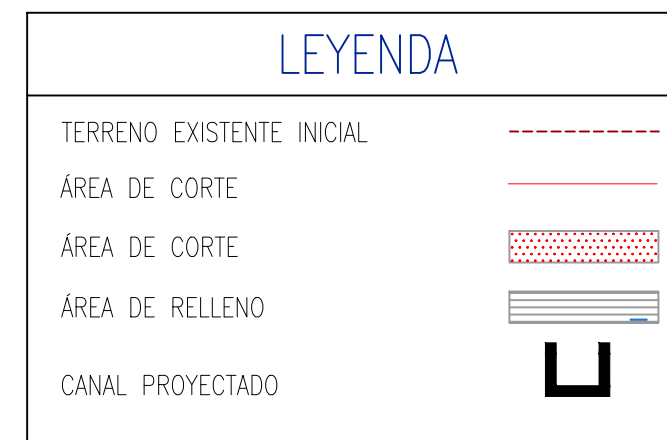 LEYENDA
TERRENO EXISTENTE INICIAL
ÁREA DE CORTE
ÁREA DE CORTE
ÁREA DE RELLENO
CANAL PROYECTADO